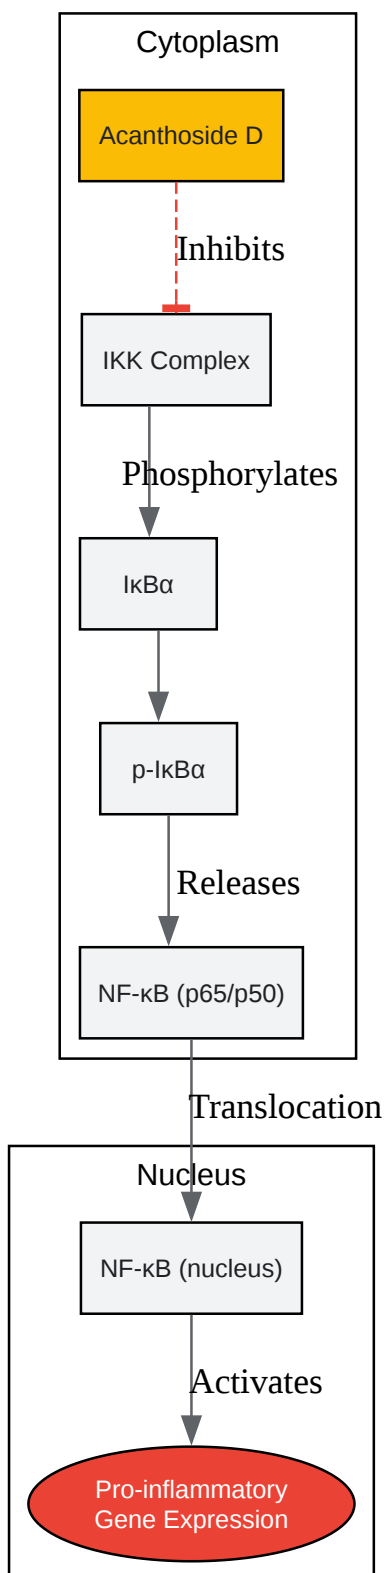 Cytoplasm
Acanthoside D
Inhibits
IKK Complex
Phosphorylates
IκBα
p-IκBα
Releases
NF-κB (p65/p50)
Translocation
Nucleus
NF-κB (nucleus)
Activates
Pro-inflammatory
Gene Expression